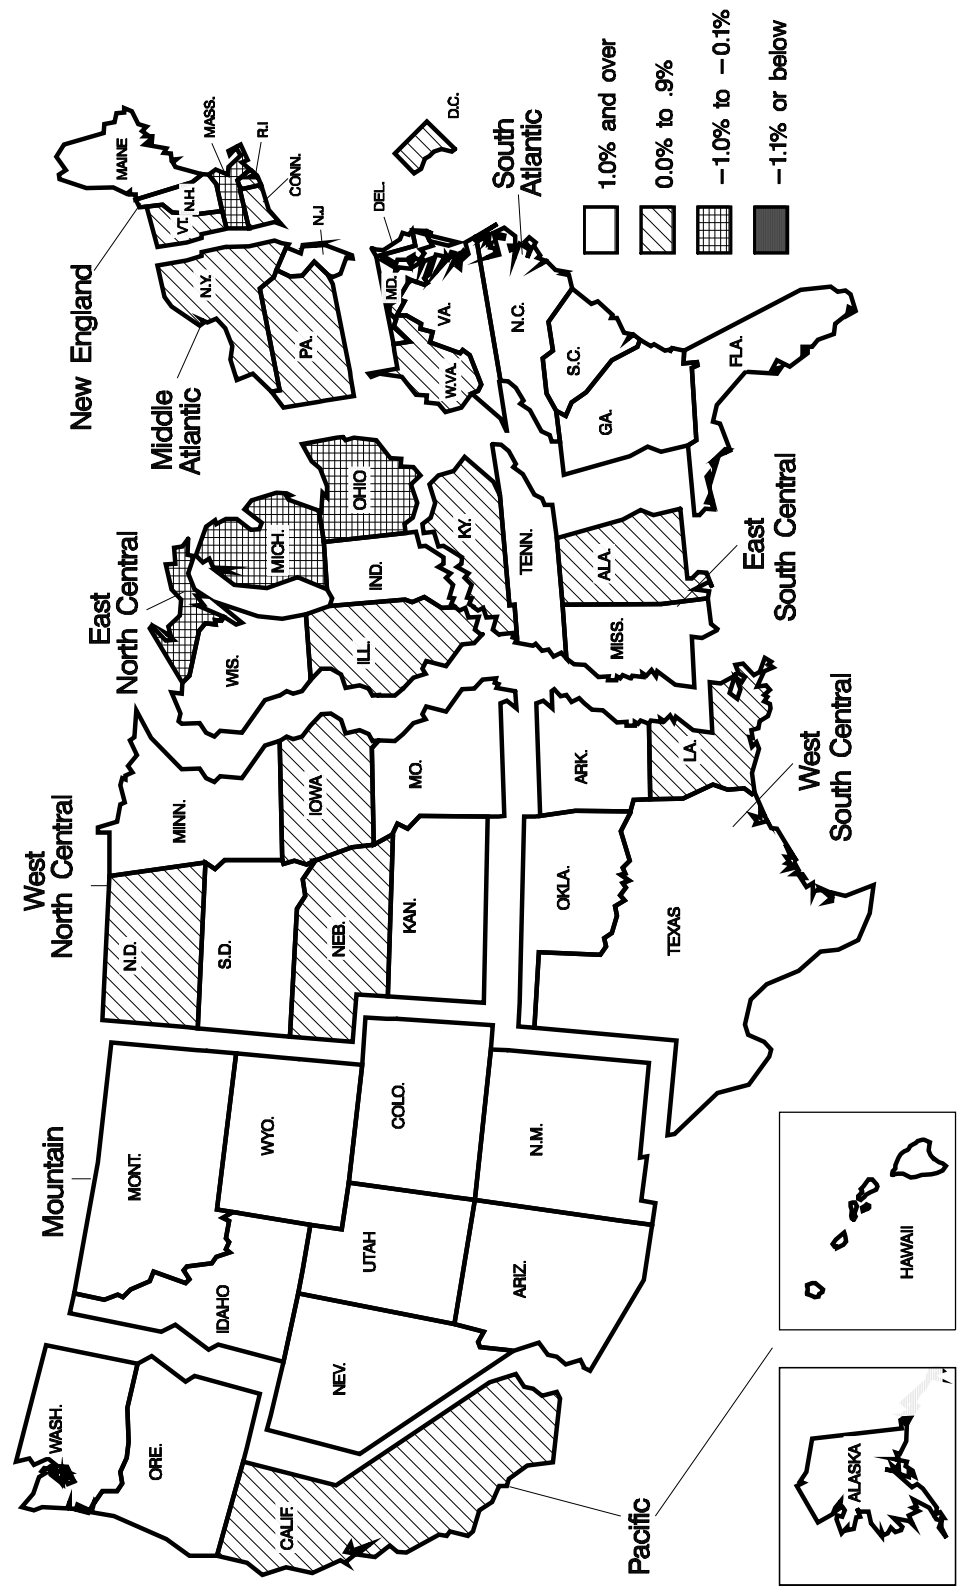 Pacific
Mountain
West
North Central
East
North Central
Middle
Atlantic
New England
WASH.
ORE.
CALIF.
NEV.
IDAHO
MONT.
WYO.
UTAH
COLO.
ARIZ.
N.M.
N.D.
S.D.
NEB.
KAN.
MINN.
IOWA
MO.
WIS.
ILL.
MICH.
IND.
OHIO
KY.
TENN.
MISS.
ALA.
OKLA.
ARK.
TEXAS
LA.
N.Y.
PA.
N.J
VT.
N.H.
MAINE
MASS.
R.I
CONN.
DEL.
MD.
D.C.
VA.
W.VA.
N.C.
S.C.
GA.
FLA.
ALASKA
HAWAII
West
South Central
East
South Central
South
Atlantic
1.0% and over
0.0% to .9%
−1.0% to −0.1%
−1.1% or below